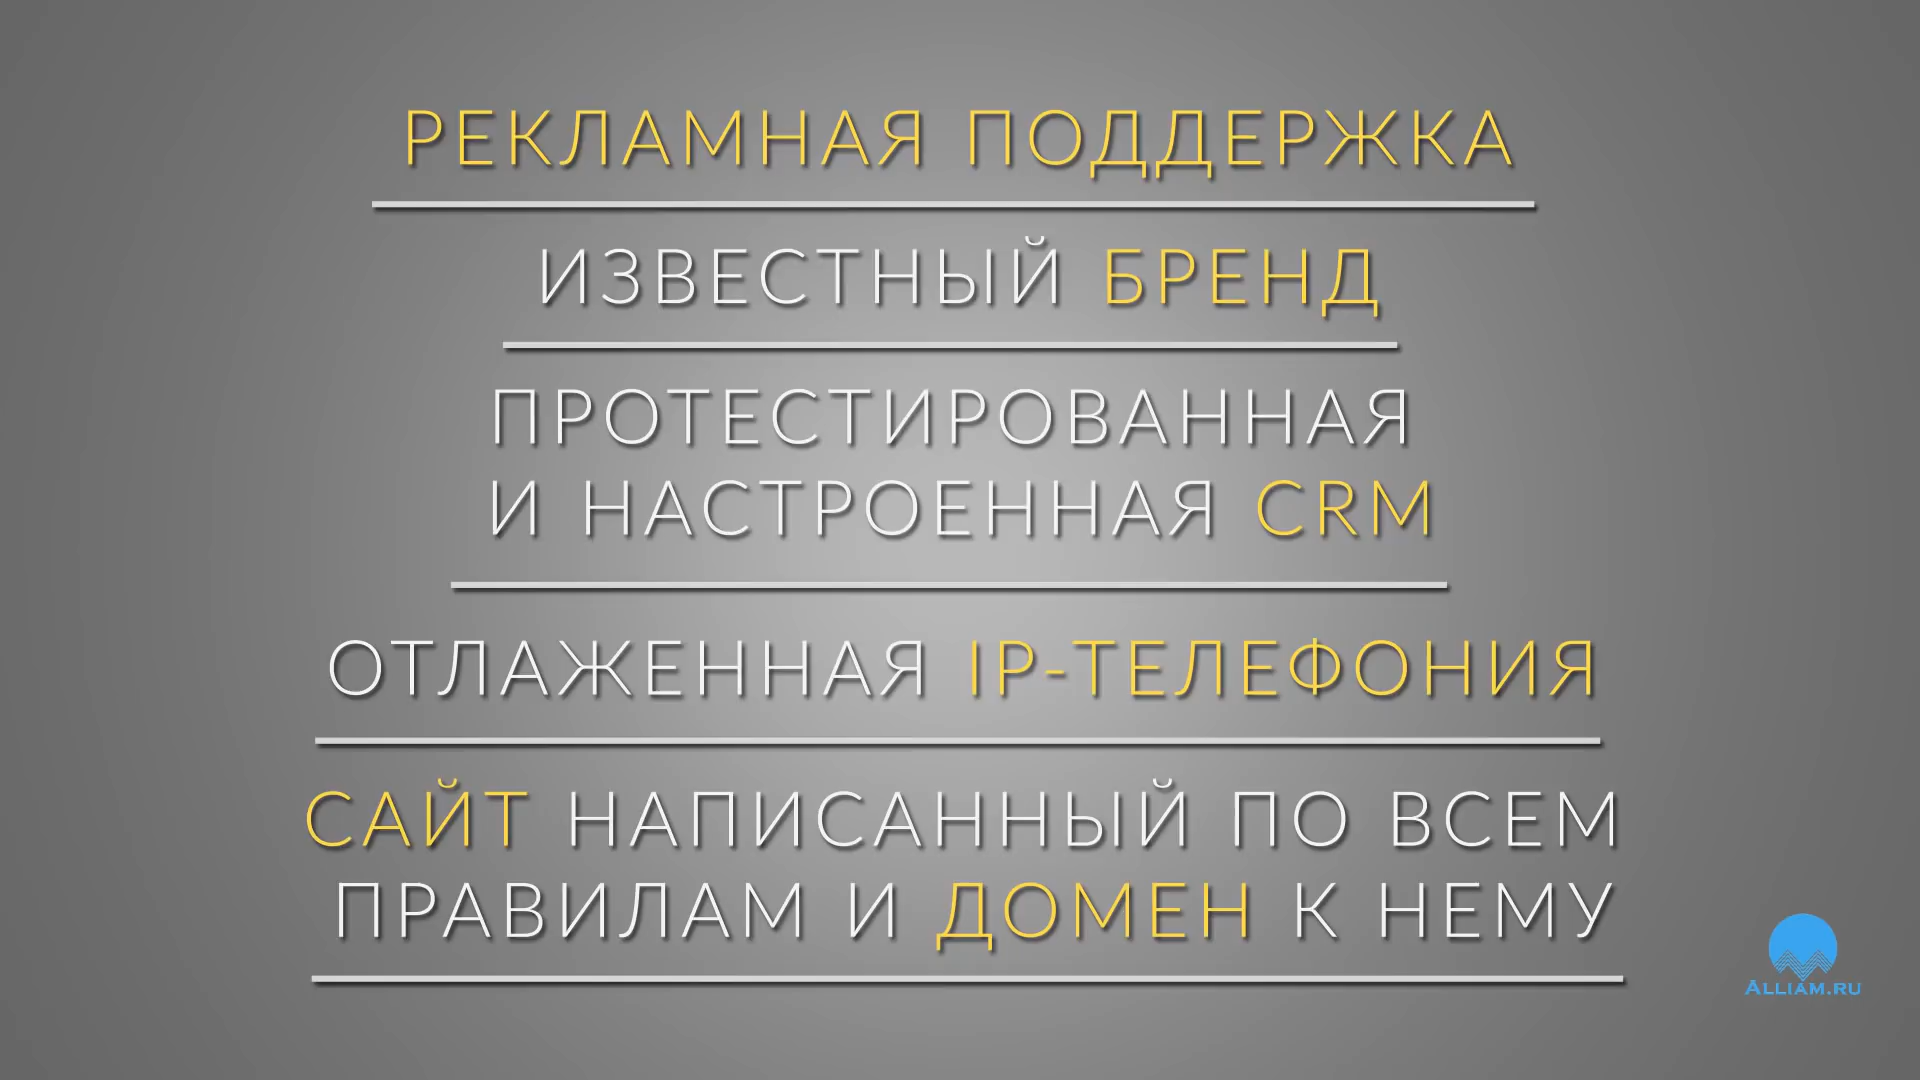 РЕКЛАМНАЯ ПОДДЕРЖКА
ИЗВЕСТНЫЙ БРЕНД
ПРОТЕСТИРОВАННАЯ
И НАСТРОЕННАЯ CRM
ОТЛАЖЕННАЯ IP-ТЕЛЕФОНИЯ
САЙТ НАПИСАННЫЙ ПО ВСЕМ
ПРАВИЛАМ И ДОМЕН К НЕМУ
ALLIAM.RU